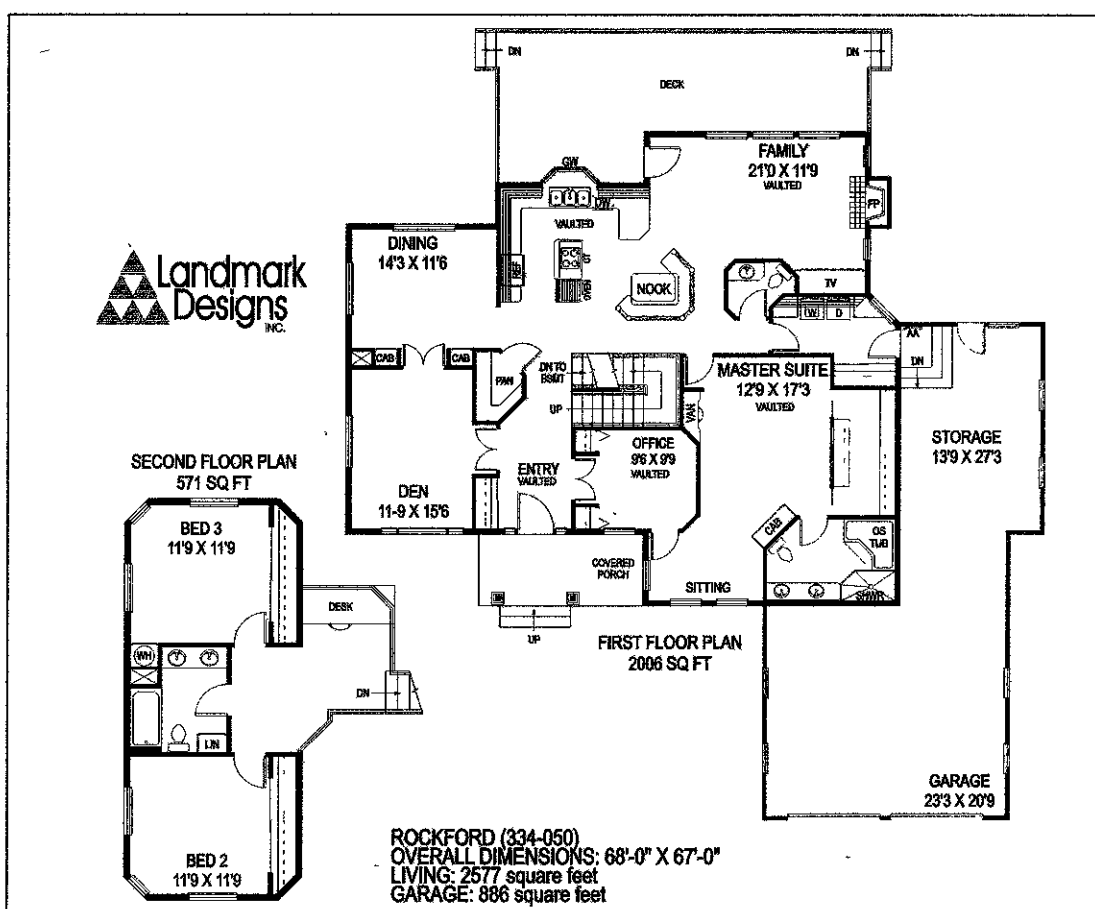 DN
DN
DECK
FAMILY
21'0 X 11'9
VAULTED
GW
DW
VAULTED
FP
DINING
14'3 X 11'6
REF
OVEN
NOOK
TV
Landmark
Designs
INC.
W
D
CAB
CAB
PAN
DN TO
BSMT
UP
MASTER SUITE
12'9 X 17'3
VAULTED
VAN
DN
OFFICE
9'6 X 9'9
VAULTED
STORAGE
13'9 X 27'3
ENTRY
VAULTED
DEN
11-9 X 15'6
SECOND FLOOR PLAN
571 SQ FT
BED 3
11'9 X 11'9
CAB
OS
TUB
SHWR
COVERED
PORCH
SITTING
UP
FIRST FLOOR PLAN
2006 SQ FT
DESK
WH
DN
LIN
BED 2
11'9 X 11'9
GARAGE
23'3 X 20'9
ROCKFORD (334-050)
OVERALL DIMENSIONS: 68'-0" X 67'-0"
LIVING: 2577 square feet
GARAGE: 886 square feet